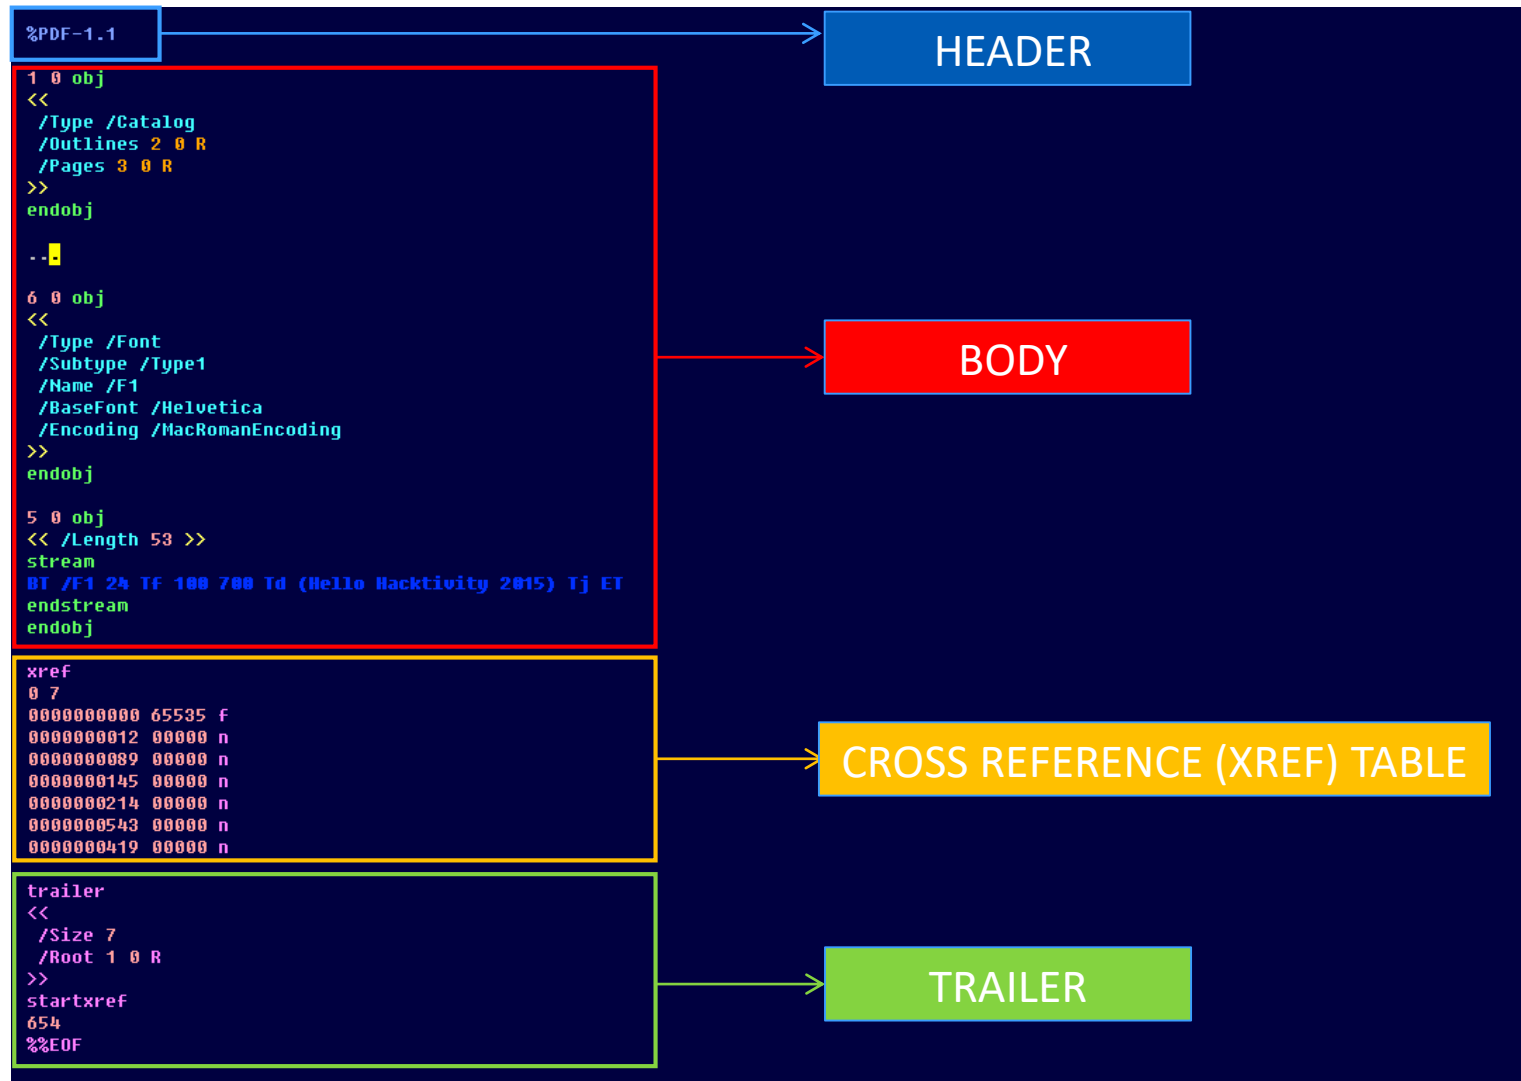 %PDF-1.1
HEADER
1 0 obj
<<
/Type /Catalog
/Outlines 2 0 R
/Pages 3 0 R
>>
endobj
...
6 0 obj
<<
/Type /Font
/Subtype /Type1
/Name /F1
/BaseFont /Helvetica
/Encoding /MacRomanEncoding
>>
endobj
5 0 obj
<< /Length 53 >>
stream
BT /F1 24 Tf 100 700 Td (Hello Hacktivity 2015) Tj ET
endstream
endobj
BODY
xref
0 7
0000000000 65535 f
0000000012 00000 n
0000000089 00000 n
0000000145 00000 n
0000000214 00000 n
0000000543 00000 n
0000000419 00000 n
CROSS REFERENCE (XREF) TABLE
trailer
<<
/Size 7
/Root 1 0 R
>>
startxref
654
%%EOF
TRAILER